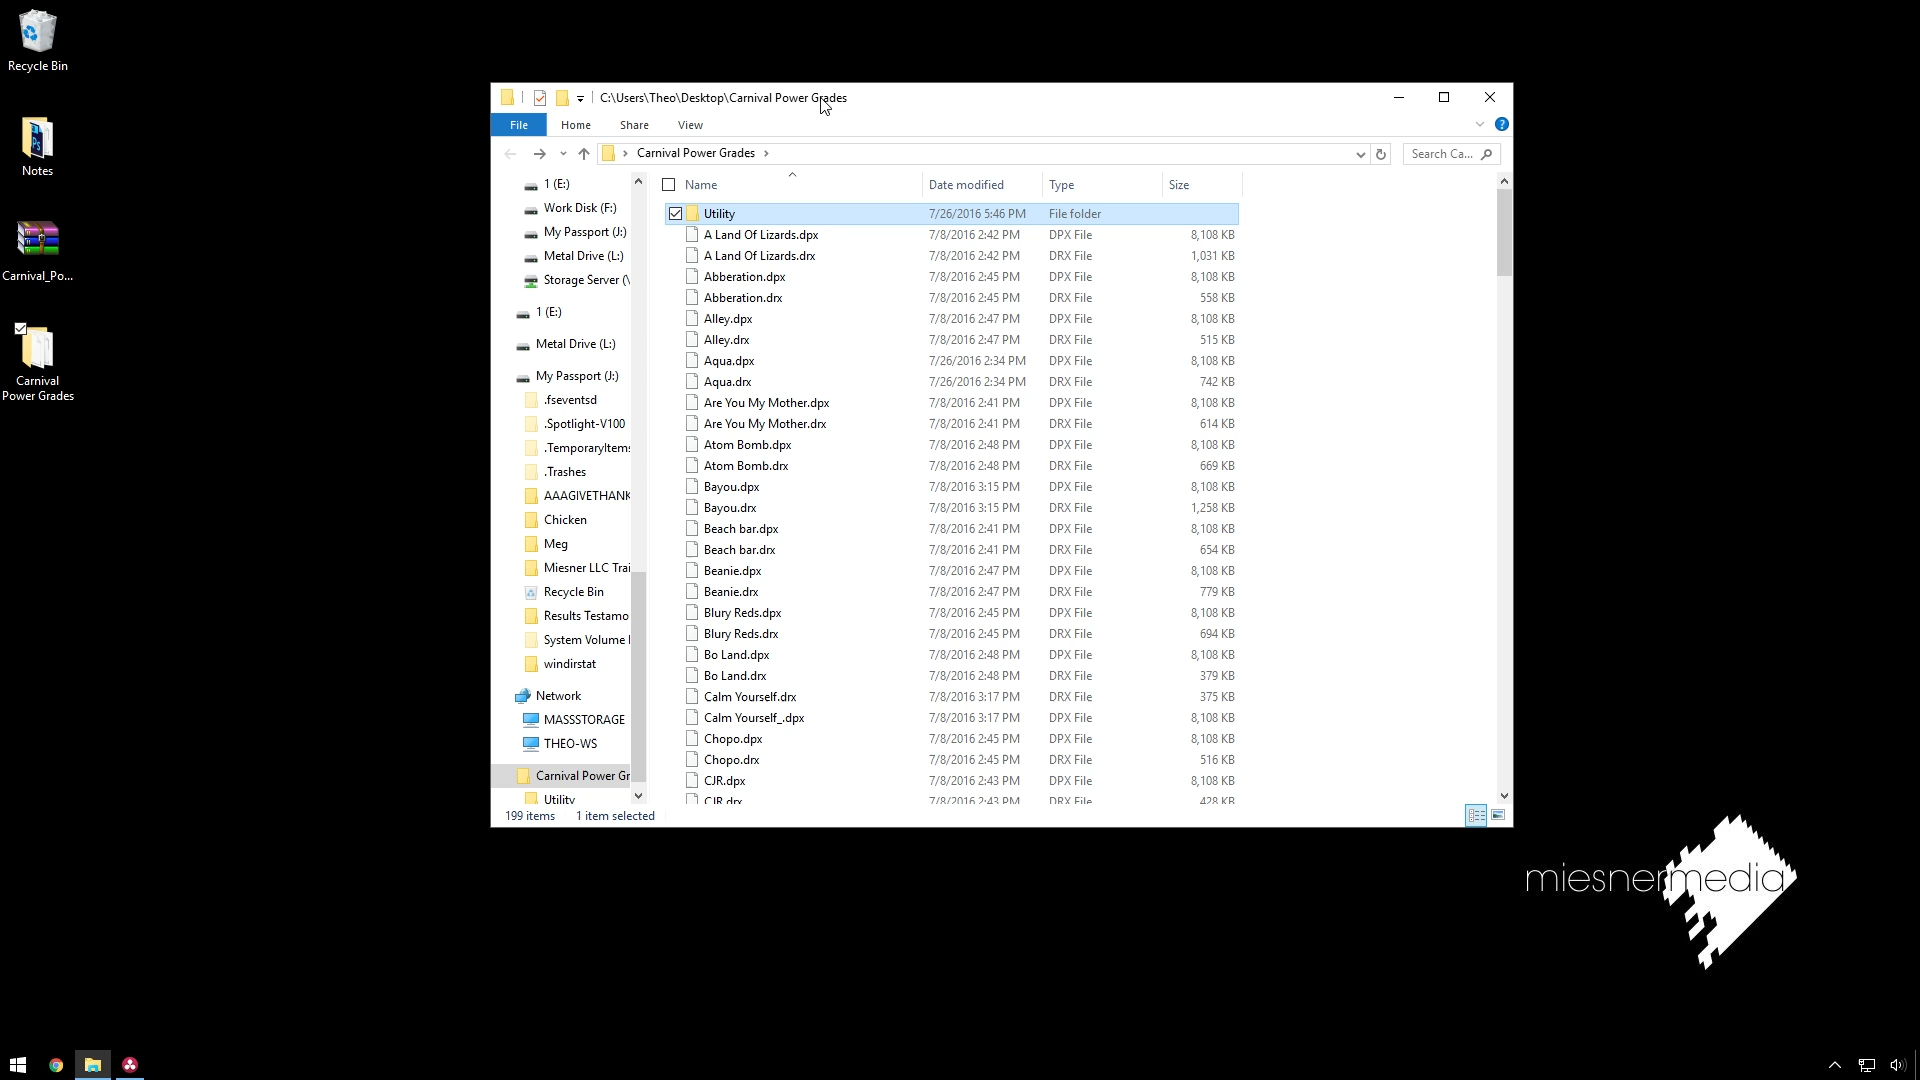 Recycle Bin
Notes
Carnival_Po...
Carnival
Power Grades
C:\Users\Theo\Desktop\Carnival Power Grades
File Home Share View
Carnival Power Grades
Search Ca...
1 (E:)
Work Disk (F:)
My Passport (J:)
Metal Drive (L:)
Storage Server (\
1 (E:)
Metal Drive (L:)
My Passport (J:)
.fseventsd
.Spotlight-V100
.TemporaryItems
.Trashes
AAAGIVETHANK
Chicken
Meg
Miesner LLC Trai
Recycle Bin
Results Testamo
System Volume I
windirstat
Network
MASSSTORAGE
THEO-WS
Carnival Power Gr
Utility
Name Date modified Type Size
Utility 7/26/2016 5:46 PM File folder
A Land Of Lizards.dpx 7/8/2016 2:42 PM DPX File 8,108 KB
A Land Of Lizards.drx 7/8/2016 2:42 PM DRX File 1,031 KB
Abberation.dpx 7/8/2016 2:45 PM DPX File 8,108 KB
Abberation.drx 7/8/2016 2:45 PM DRX File 558 KB
Alley.dpx 7/8/2016 2:47 PM DPX File 8,108 KB
Alley.drx 7/8/2016 2:47 PM DRX File 515 KB
Aqua.dpx 7/26/2016 2:34 PM DPX File 8,108 KB
Aqua.drx 7/26/2016 2:34 PM DRX File 742 KB
Are You My Mother.dpx 7/8/2016 2:41 PM DPX File 8,108 KB
Are You My Mother.drx 7/8/2016 2:41 PM DRX File 614 KB
Atom Bomb.dpx 7/8/2016 2:48 PM DPX File 8,108 KB
Atom Bomb.drx 7/8/2016 2:48 PM DRX File 669 KB
Bayou.dpx 7/8/2016 3:15 PM DPX File 8,108 KB
Bayou.drx 7/8/2016 3:15 PM DRX File 1,258 KB
Beach bar.dpx 7/8/2016 2:41 PM DPX File 8,108 KB
Beach bar.drx 7/8/2016 2:41 PM DRX File 654 KB
Beanie.dpx 7/8/2016 2:47 PM DPX File 8,108 KB
Beanie.drx 7/8/2016 2:47 PM DRX File 779 KB
Blury Reds.dpx 7/8/2016 2:45 PM DPX File 8,108 KB
Blury Reds.drx 7/8/2016 2:45 PM DRX File 694 KB
Bo Land.dpx 7/8/2016 2:48 PM DPX File 8,108 KB
Bo Land.drx 7/8/2016 2:48 PM DRX File 379 KB
Calm Yourself.drx 7/8/2016 3:17 PM DRX File 375 KB
Calm Yourself_.dpx 7/8/2016 3:17 PM DPX File 8,108 KB
Chopo.dpx 7/8/2016 2:45 PM DPX File 8,108 KB
Chopo.drx 7/8/2016 2:45 PM DRX File 516 KB
CJR.dpx 7/8/2016 2:43 PM DPX File 8,108 KB
CJR.drx 7/8/2016 2:43 PM DRX File 428 KB
199 items 1 item selected
miesnermedia